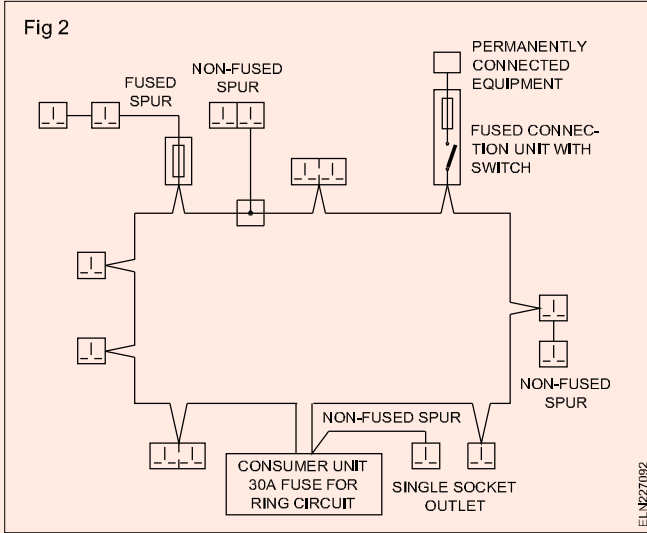 Fig 2
FUSED
SPUR
NON-FUSED
SPUR
PERMANENTLY
CONNECTED
EQUIPMENT
FUSED CONNEC-
TION UNIT WITH
SWITCH
NON-FUSED
SPUR
NON-FUSED SPUR
CONSUMER UNIT
30A FUSE FOR
RING CIRCUIT
SINGLE SOCKET
OUTLET
ELN227092